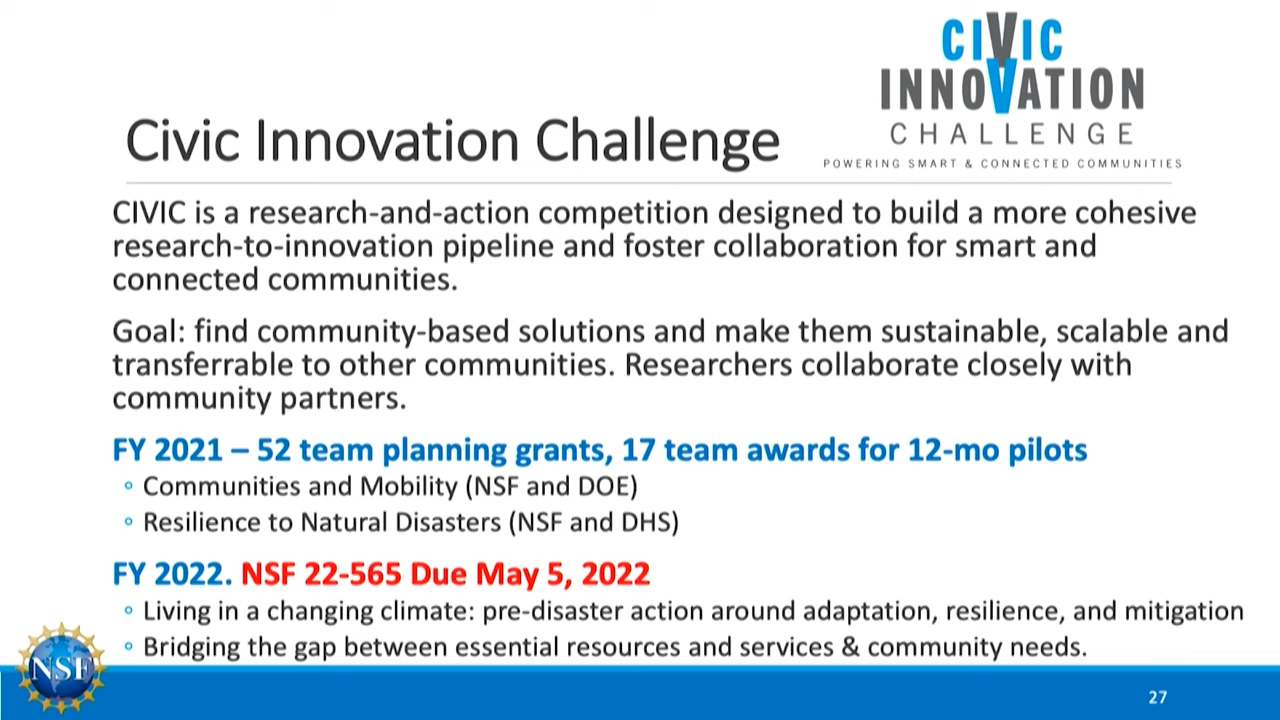 CIVIC
INNOVATION
CHALLENGE
POWERING SMART & CONNECTED COMMUNITIES
Civic Innovation Challenge
CIVIC is a research-and-action competition designed to build a more cohesive
research-to-innovation pipeline and foster collaboration for smart and
connected communities.
Goal: find community-based solutions and make them sustainable, scalable and
transferrable to other communities. Researchers collaborate closely with
community partners.
FY 2021 – 52 team planning grants, 17 team awards for 12-mo pilots
◦ Communities and Mobility (NSF and DOE)
◦ Resilience to Natural Disasters (NSF and DHS)
FY 2022. NSF 22-565 Due May 5, 2022
◦ Living in a changing climate: pre-disaster action around adaptation, resilience, and mitigation
◦ Bridging the gap between essential resources and services & community needs.
NSF
27